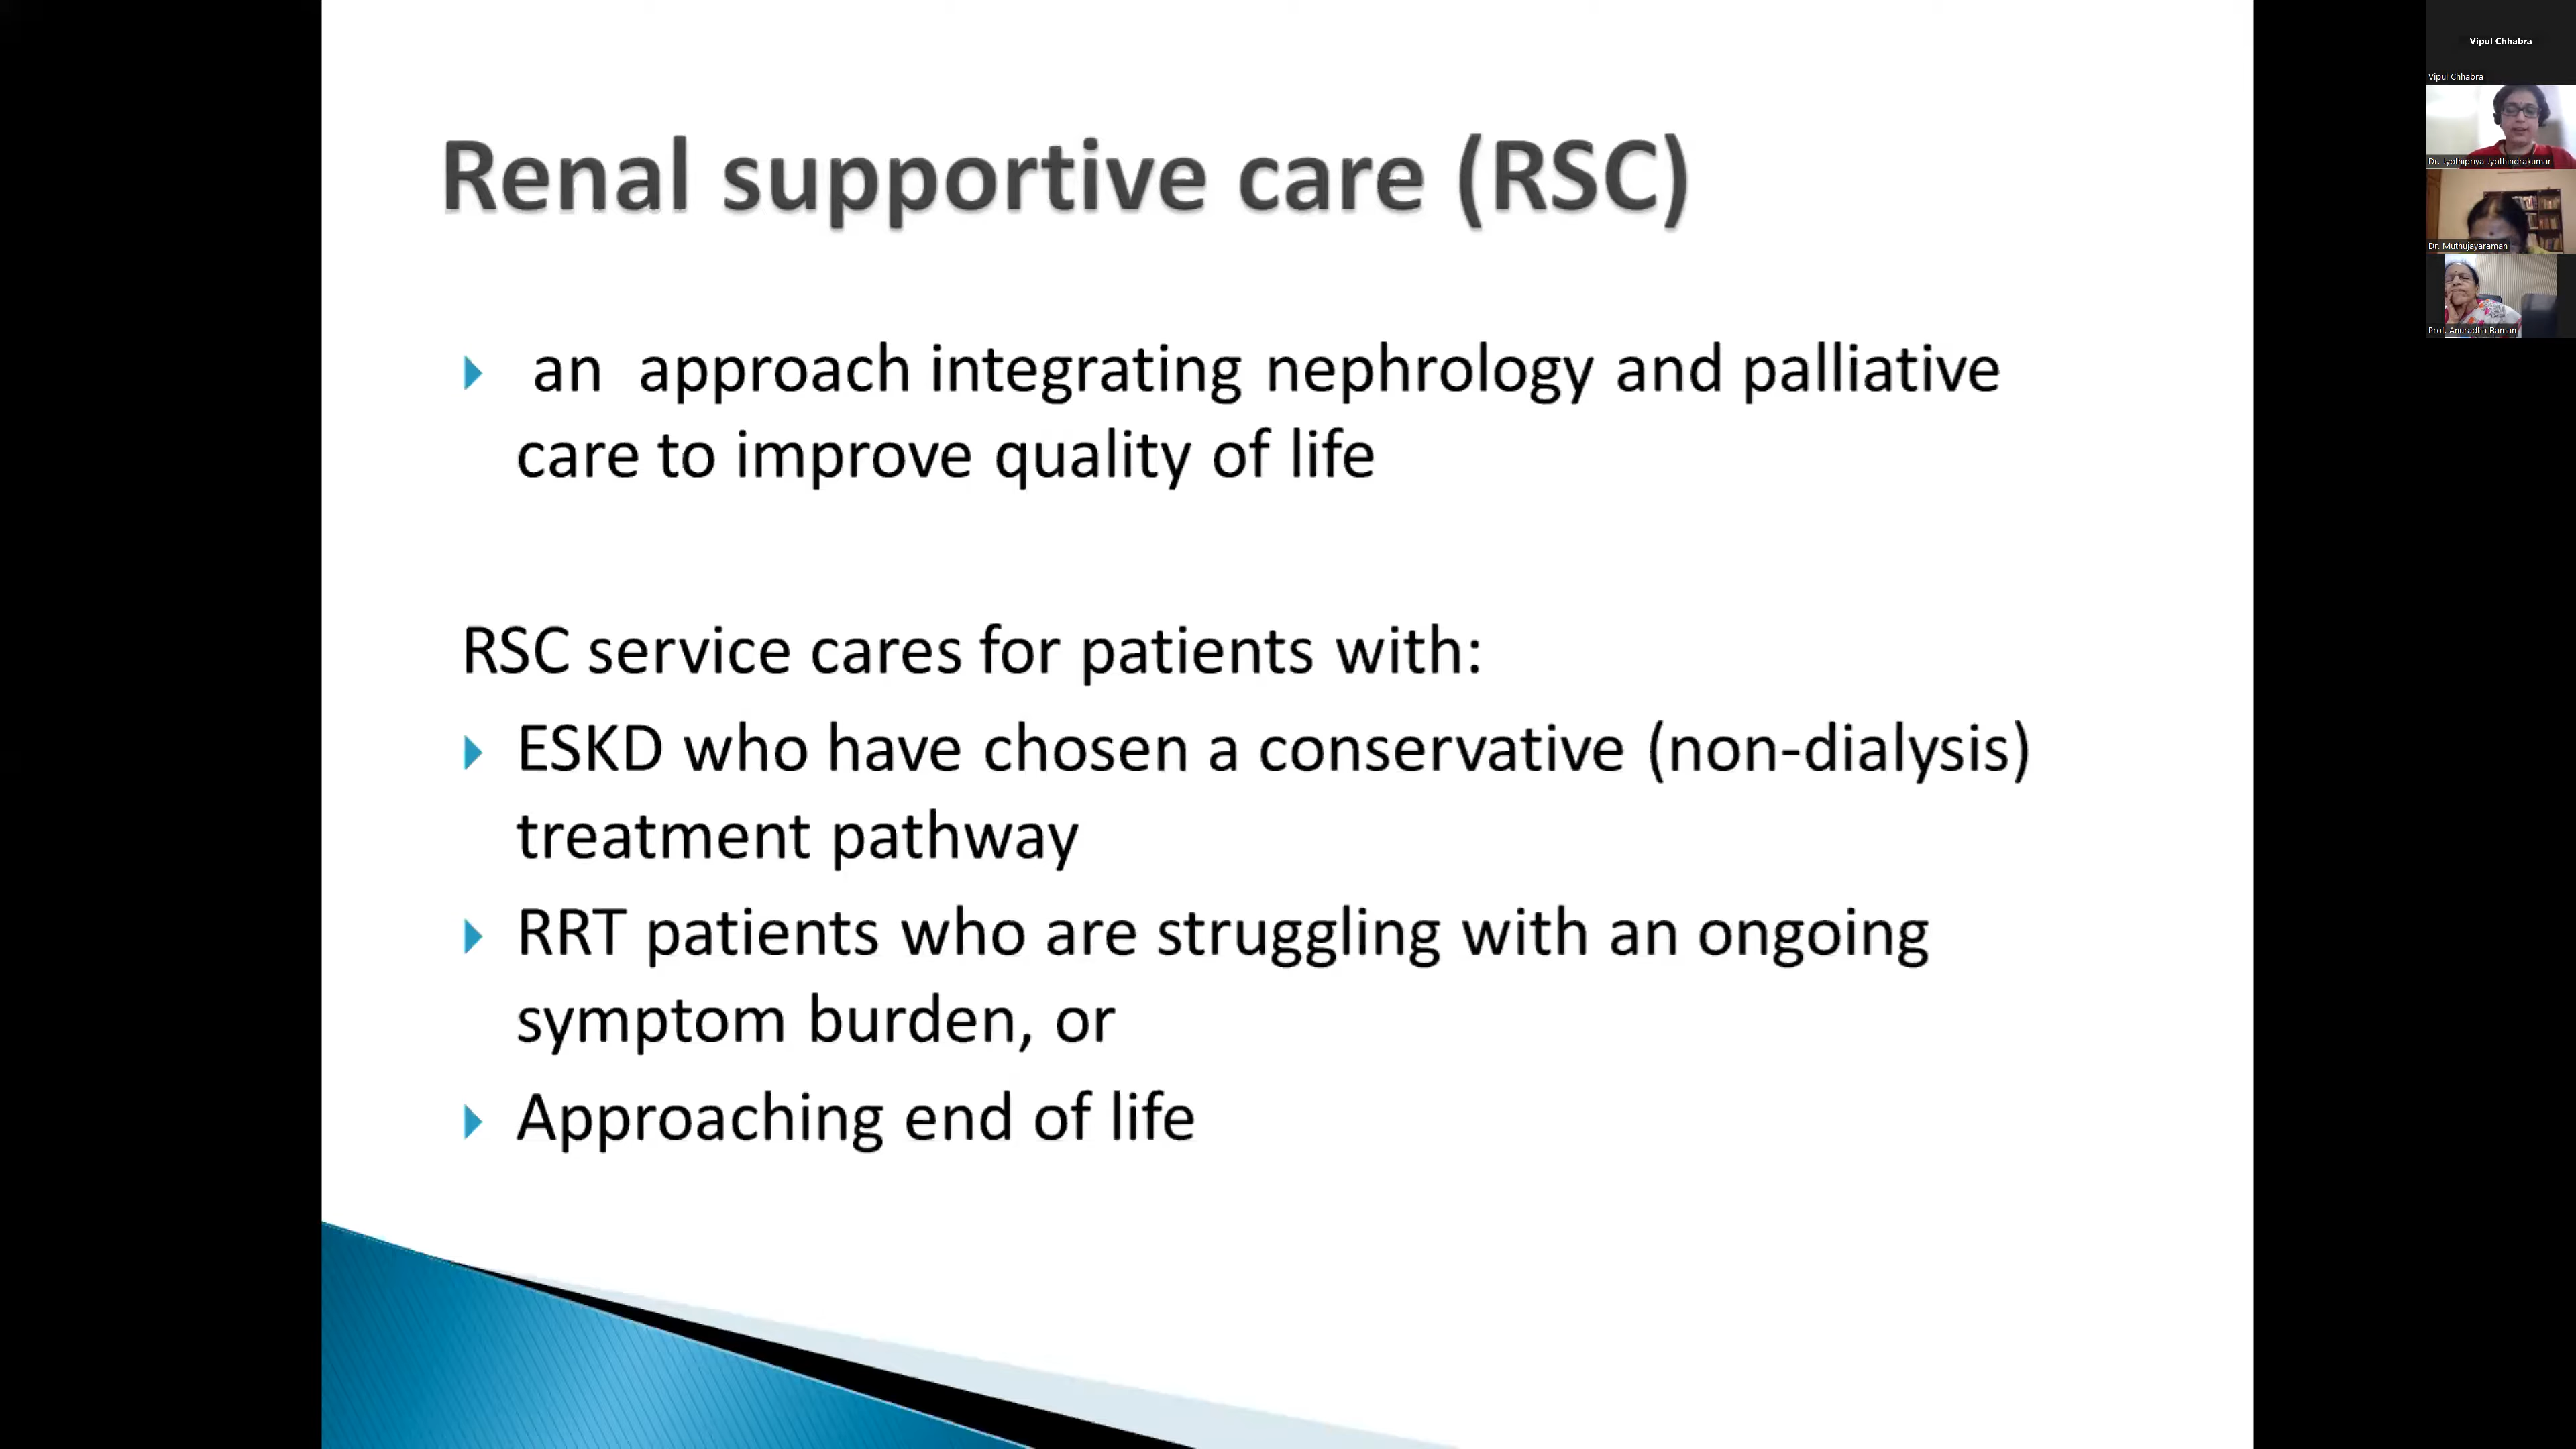 Renal supportive care (RSC)
an approach integrating nephrology and palliative
care to improve quality of life
RSC service cares for patients with:
ESKD who have chosen a conservative (non-dialysis)
treatment pathway
RRT patients who are struggling with an ongoing
symptom burden, or
Approaching end of life
Vipul Chhabra
Vipul Chhabra
Dr. Jyothipriya Jyothindrakumar
Dr. Muthujayaraman
Prof. Anuradha Raman